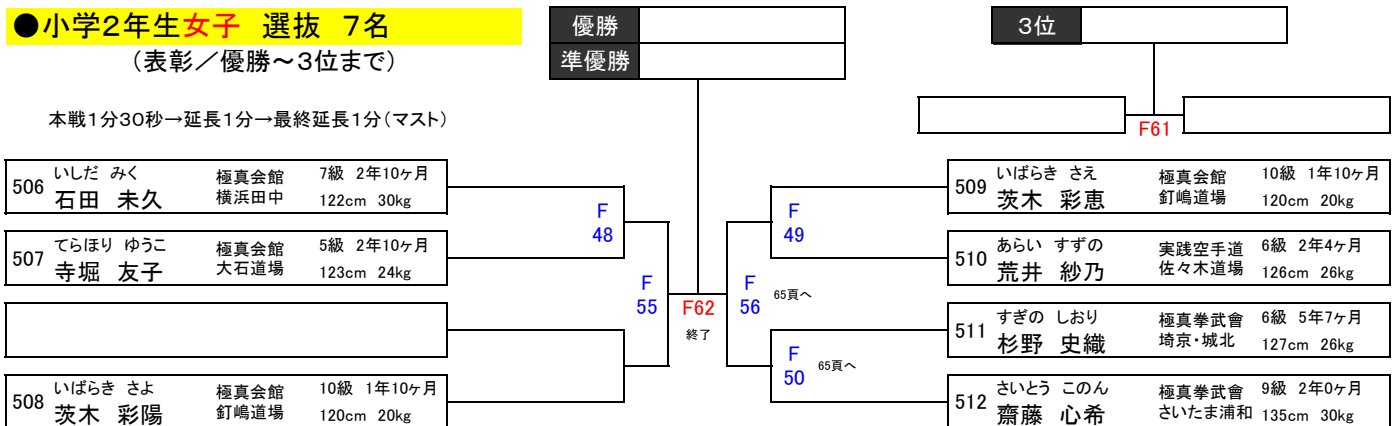 ●小学2年生女子 選抜 7名
(表彰/優勝~3位まで)
本戦1分30秒→延長1分→最終延長1分(マスト)
優勝
準優勝
3位
F61
506 いしだ みく 極真会館 7級 2年10ヶ月
石田 未久 横浜田中 122cm 30kg
507 てらほり ゆうこ 極真会館 5級 2年10ヶ月
寺堀 友子 大石道場 123cm 24kg
508 いばらき さよ 極真会館 10級 1年10ヶ月
茨木 彩陽 釘嶋道場 120cm 20kg
F
48
F
55
F62
終了
F
56
65頁へ
F
49
F
50
65頁へ
509 いばらき さえ 極真会館 10級 1年10ヶ月
茨木 彩恵 釘嶋道場 120cm 20kg
510 あらい すずの 実践空手道 6級 2年4ヶ月
荒井 紗乃 佐々木道場 126cm 26kg
511 すぎの しおり 極真拳武會 6級 5年7ヶ月
杉野 史織 埼京・城北 127cm 26kg
512 さいとう このん 極真拳武會 9級 2年0ヶ月
齋藤 心希 さいたま浦和 135cm 30kg